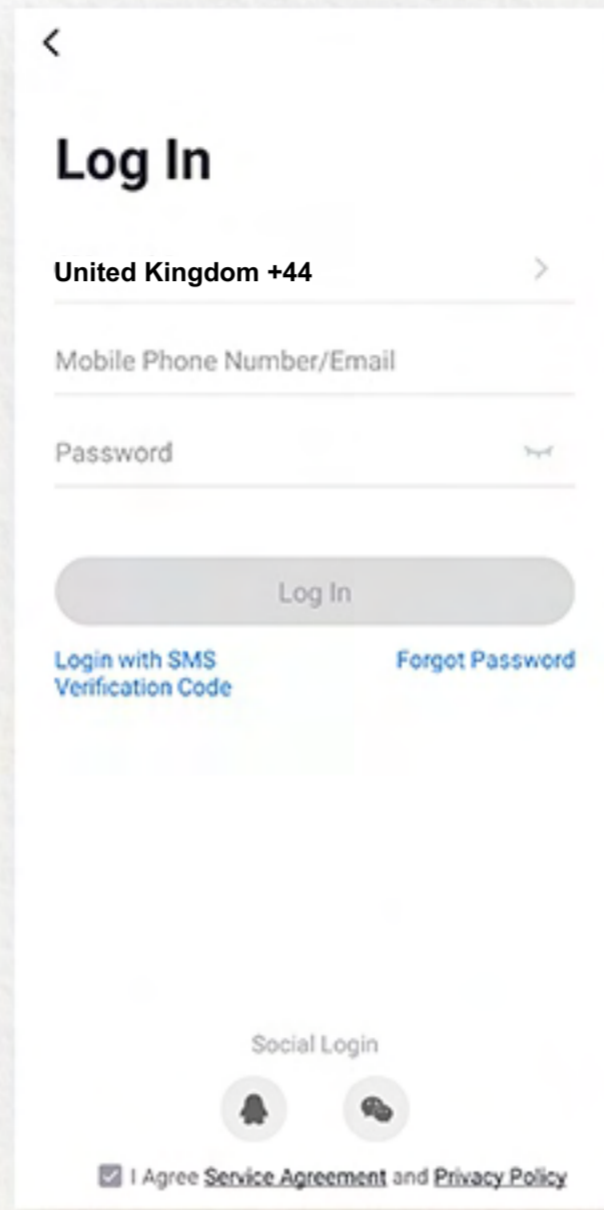 Log In
United Kingdom +44
Mobile Phone Number/Email
Password
Log In
Login with SMS
Verification Code
Forgot Password
Social Login
I Agree Service Agreement and Privacy Policy